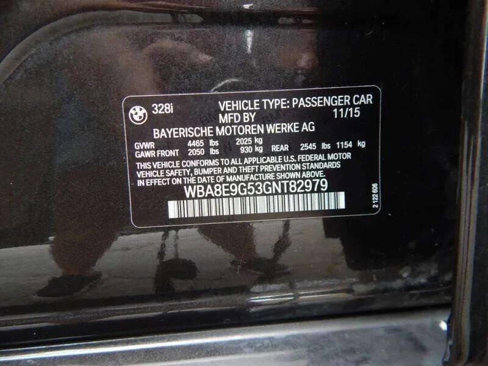 328i VEHICLE TYPE: PASSENGER CAR
MFD BY 11/15
BAYERISCHE MOTOREN WERKE AG
GVWR 4465 lbs 2025 kg
GAWR FRONT 2050 lbs 930 kg REAR 2545 lbs 1154 kg
THIS VEHICLE CONFORMS TO ALL APPLICABLE U.S. FEDERAL MOTOR
VEHICLE SAFETY, BUMPER AND THEFT PREVENTION STANDARDS
IN EFFECT ON THE DATE OF MANUFACTURE SHOWN ABOVE.
WBA8E9G53GNT82979
2 122 608